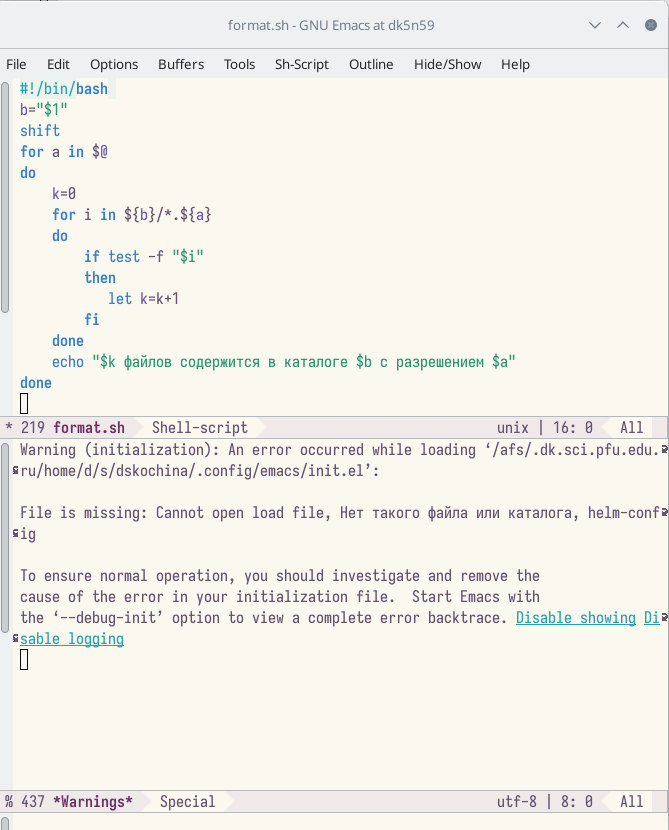 format.sh - GNU Emacs at dk5n59
File Edit Options Buffers Tools Sh-Script Outline Hide/Show Help
#!/bin/bash
b="$1"
shift
for a in $@
do
    k=0
    for i in ${b}/*.${a}
    do
        if test -f "$i"
        then
           let k=k+1
        fi
    done
    echo "$k файлов содержится в каталоге $b с разрешением $a"
done
* 219 format.sh Shell-script unix | 16: 0 All
Warning (initialization): An error occurred while loading ‘/afs/.dk.sci.pfu.edu.
ru/home/d/s/dskochina/.config/emacs/init.el’:
File is missing: Cannot open load file, Нет такого файла или каталога, helm-conf
ig
To ensure normal operation, you should investigate and remove the
cause of the error in your initialization file.  Start Emacs with
the ‘--debug-init’ option to view a complete error backtrace. Disable showing Di
sable logging
% 437 *Warnings* Special utf-8 | 8: 0 All